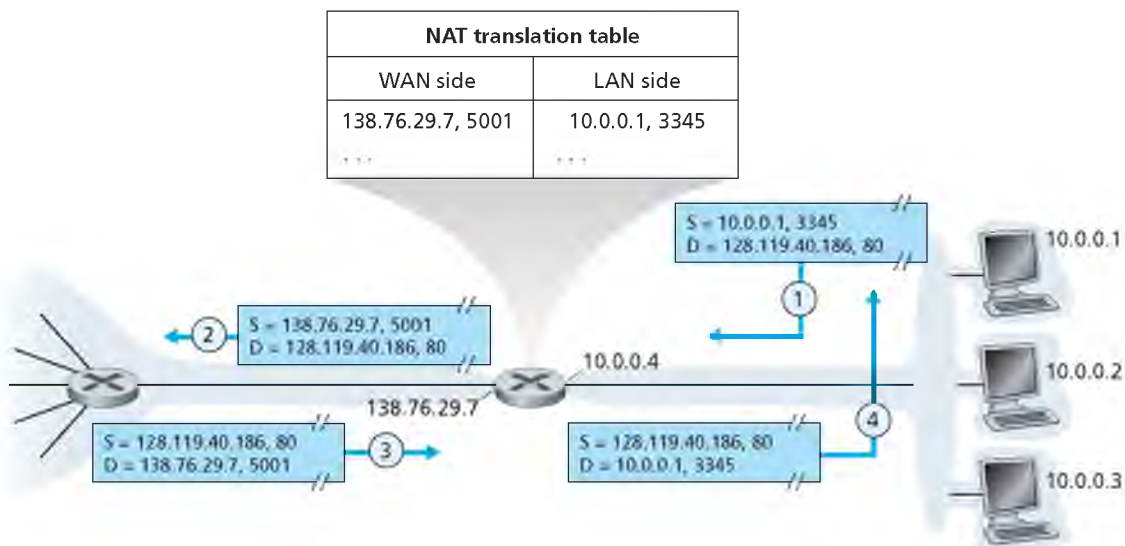 NAT translation table
WAN side
LAN side
138.76.29.7, 5001
10.0.0.1, 3345
. . .
. . .
S = 10.0.0.1, 3345
D = 128.119.40.186, 80
10.0.0.1
1
2
S = 138.76.29.7, 5001
D = 128.119.40.186, 80
10.0.0.4
10.0.0.2
138.76.29.7
4
S = 128.119.40.186, 80
D = 138.76.29.7, 5001
3
S = 128.119.40.186, 80
D = 10.0.0.1, 3345
10.0.0.3